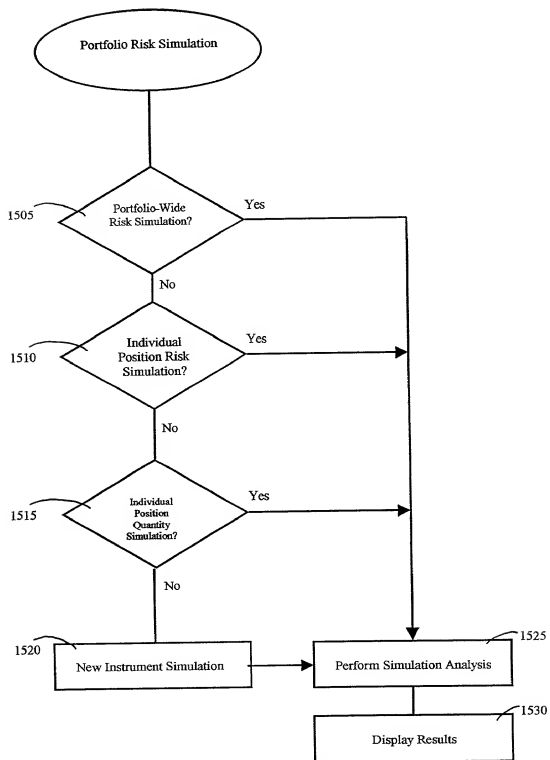 Portfolio Risk Simulation
1505
Portfolio-Wide
Risk Simulation?
Yes
No
1510
Individual
Position Risk
Simulation?
Yes
No
1515
Individual
Position
Quantity
Simulation?
Yes
No
1520
New Instrument Simulation
Perform Simulation Analysis
1525
Display Results
1530